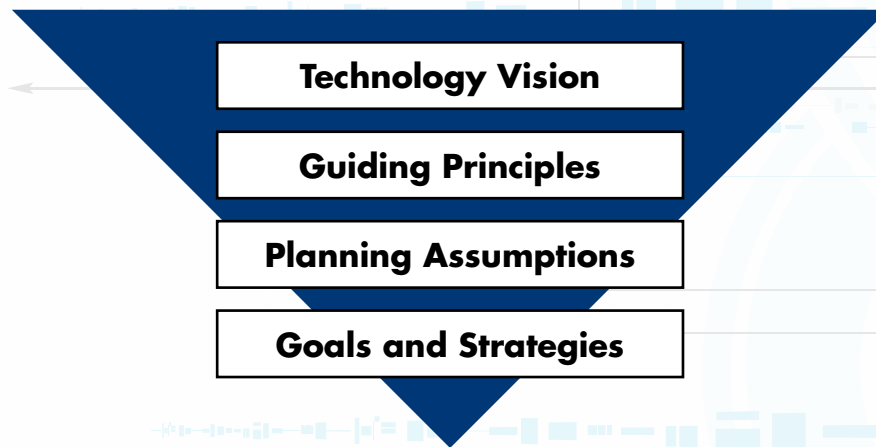 Technology Vision
Guiding Principles
Planning Assumptions
Goals and Strategies